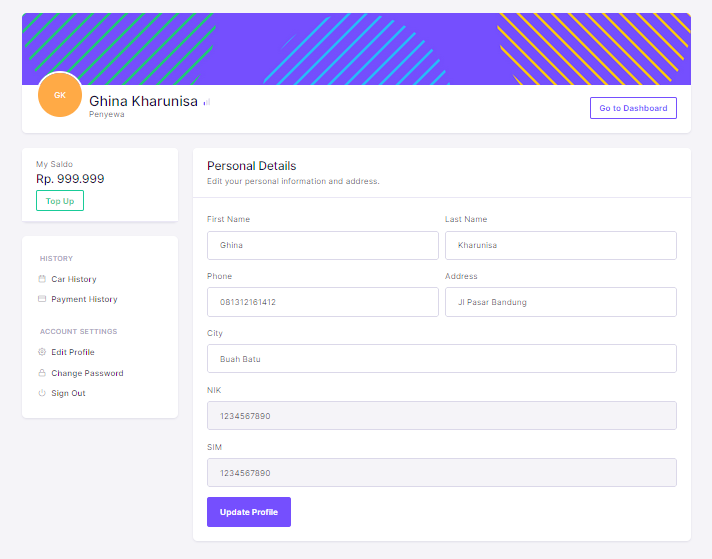 GK
Ghina Kharunisa
Penyewa
Go to Dashboard
My Saldo
Rp. 999.999
Top Up
HISTORY
Car History
Payment History
ACCOUNT SETTINGS
Edit Profile
Change Password
Sign Out
Personal Details
Edit your personal information and address.
First Name
Last Name
Ghina
Kharunisa
Phone
Address
081312161412
Jl Pasar Bandung
City
Buah Batu
NIK
1234567890
SIM
1234567890
Update Profile